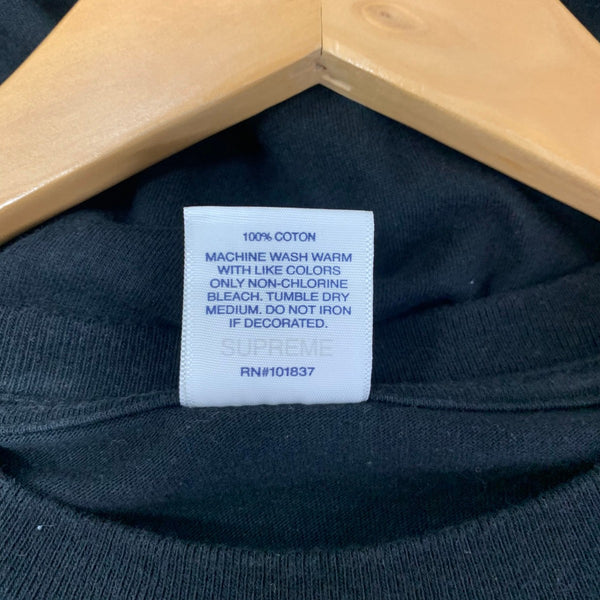 100% COTON
MACHINE WASH WARM
WITH LIKE COLORS
ONLY NON-CHLORINE
BLEACH. TUMBLE DRY
MEDIUM. DO NOT IRON
IF DECORATED.
SUPREME
RN#101837